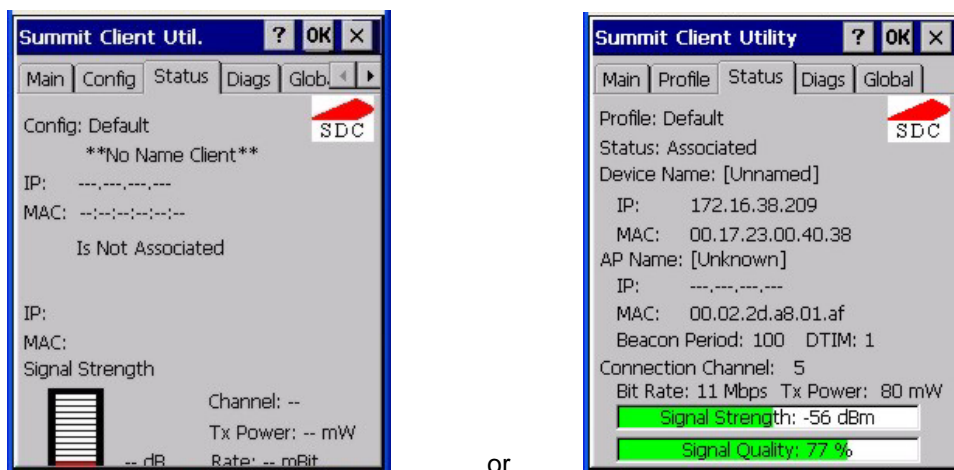 Summit Client Util. ? OK ×
Main Config Status Diags Glob
SDC
Config: Default
**No Name Client**
IP: ---.---.---.---
MAC: --:--:--:--:--:--
Is Not Associated
IP:
MAC:
Signal Strength
Channel: --
Tx Power: -- mW
-- dB Rate: -- mBit
or
Summit Client Utility ? OK ×
Main Profile Status Diags Global
SDC
Profile: Default
Status: Associated
Device Name: [Unnamed]
IP: 172.16.38.209
MAC: 00.17.23.00.40.38
AP Name: [Unknown]
IP: ---.---.---.---
MAC: 00.02.2d.a8.01.af
Beacon Period: 100 DTIM: 1
Connection Channel: 5
Bit Rate: 11 Mbps Tx Power: 80 mW
Signal Strength: -56 dBm
Signal Quality: 77 %